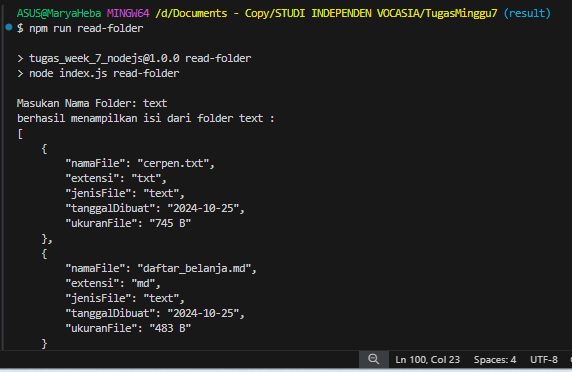 ASUS@MaryaHeba MINGW64 /d/Documents - Copy/STUDI INDEPENDEN VOCASIA/TugasMinggu7 (result)
$ npm run read-folder
> tugas_week_7_nodejs@1.0.0 read-folder
> node index.js read-folder
Masukan Nama Folder: text
berhasil menampilkan isi dari folder text :
[
    {
        "namaFile": "cerpen.txt",
        "extensi": "txt",
        "jenisFile": "text",
        "tanggalDibuat": "2024-10-25",
        "ukuranFile": "745 B"
    },
    {
        "namaFile": "daftar_belanja.md",
        "extensi": "md",
        "jenisFile": "text",
        "tanggalDibuat": "2024-10-25",
        "ukuranFile": "483 B"
    }
Ln 100, Col 23 Spaces: 4 UTF-8